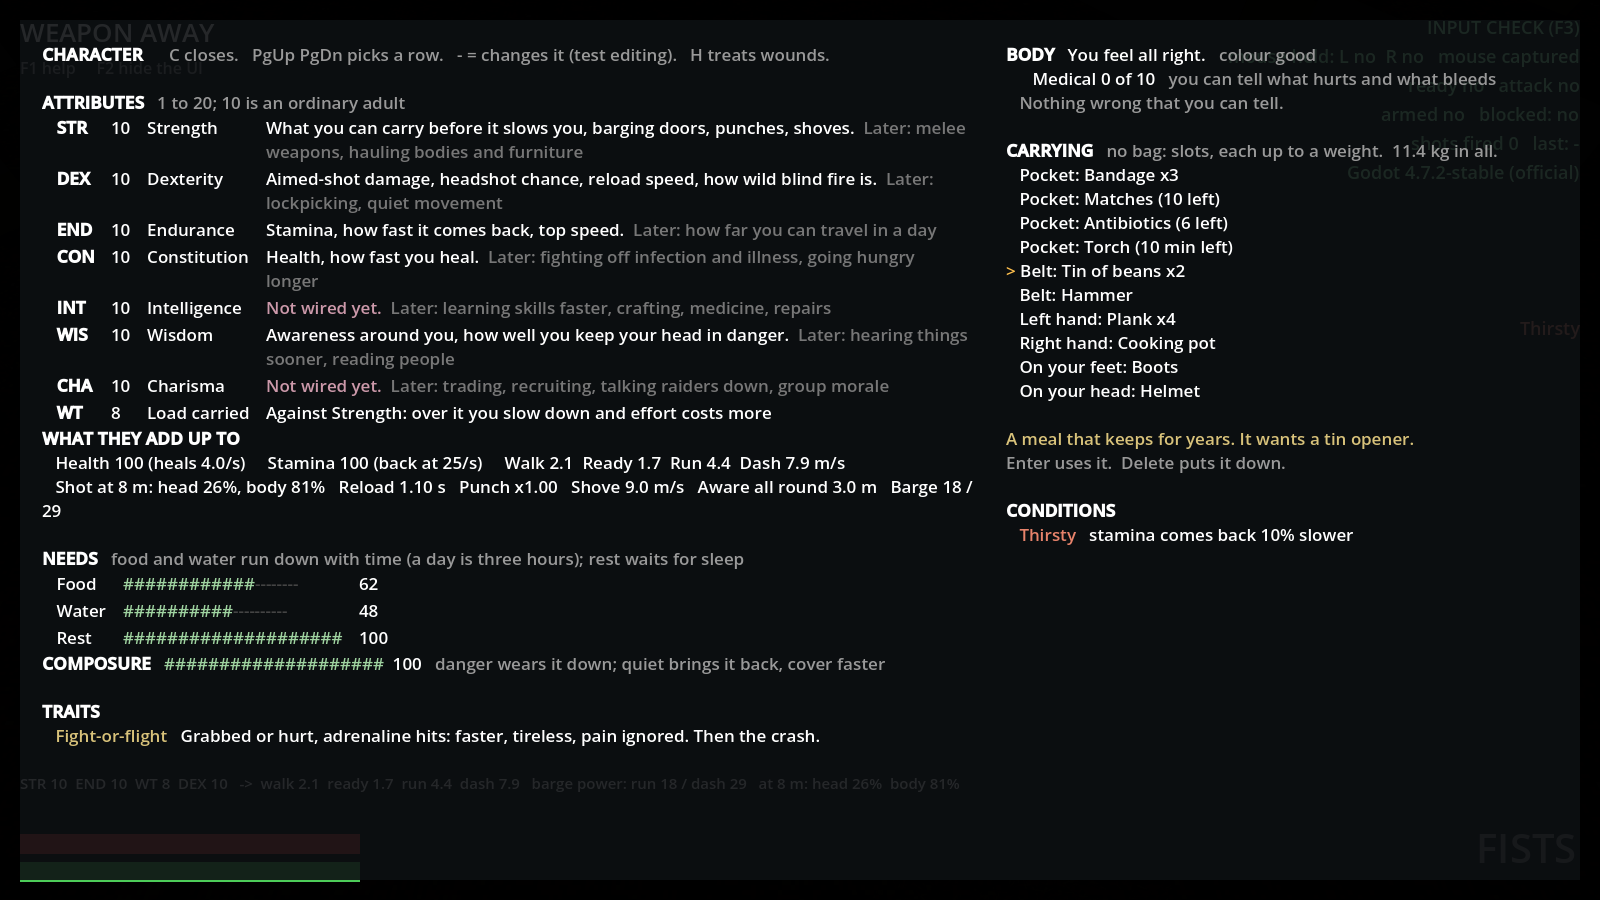 WEAPON AWAY
F1 help F2 hide the UI
INPUT CHECK (F3)
L no R no mouse captured
ready no attack no
armed no blocked: no
shots fired 0 last: -
Godot 4.7.2-stable (official)
Thirsty
CHARACTER C closes. PgUp PgDn picks a row. - = changes it (test editing). H treats wounds.
ATTRIBUTES 1 to 20; 10 is an ordinary adult
STR 10 Strength What you can carry before it slows you, barging doors, punches, shoves. Later: melee
weapons, hauling bodies and furniture
DEX 10 Dexterity Aimed-shot damage, headshot chance, reload speed, how wild blind fire is. Later:
lockpicking, quiet movement
END 10 Endurance Stamina, how fast it comes back, top speed. Later: how far you can travel in a day
CON 10 Constitution Health, how fast you heal. Later: fighting off infection and illness, going hungry
longer
INT 10 Intelligence Not wired yet. Later: learning skills faster, crafting, medicine, repairs
WIS 10 Wisdom Awareness around you, how well you keep your head in danger. Later: hearing things
sooner, reading people
CHA 10 Charisma Not wired yet. Later: trading, recruiting, talking raiders down, group morale
WT 8 Load carried Against Strength: over it you slow down and effort costs more
WHAT THEY ADD UP TO
Health 100 (heals 4.0/s) Stamina 100 (back at 25/s) Walk 2.1 Ready 1.7 Run 4.4 Dash 7.9 m/s
Shot at 8 m: head 26%, body 81% Reload 1.10 s Punch x1.00 Shove 9.0 m/s Aware all round 3.0 m Barge 18 /
29
NEEDS food and water run down with time (a day is three hours); rest waits for sleep
Food ############-------- 62
Water ##########---------- 48
Rest #################### 100
COMPOSURE #################### 100 danger wears it down; quiet brings it back, cover faster
TRAITS
Fight-or-flight Grabbed or hurt, adrenaline hits: faster, tireless, pain ignored. Then the crash.
BODY You feel all right. colour good
Medical 0 of 10 you can tell what hurts and what bleeds
Nothing wrong that you can tell.
CARRYING no bag: slots, each up to a weight. 11.4 kg in all.
Pocket: Bandage x3
Pocket: Matches (10 left)
Pocket: Antibiotics (6 left)
Pocket: Torch (10 min left)
> Belt: Tin of beans x2
Belt: Hammer
Left hand: Plank x4
Right hand: Cooking pot
On your feet: Boots
On your head: Helmet
A meal that keeps for years. It wants a tin opener.
Enter uses it. Delete puts it down.
CONDITIONS
Thirsty stamina comes back 10% slower
STR 10 END 10 WT 8 DEX 10 -> walk 2.1 ready 1.7 run 4.4 dash 7.9 barge power: run 18 / dash 29 at 8 m: head 26% body 81%
FISTS